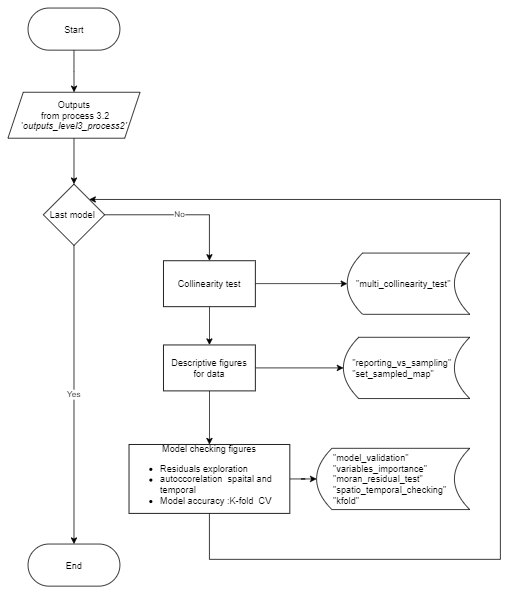 Start
Outputs
from process 3.2
'outputs_level3_process2'
Last model
No
Collinearity test
"multi_collinearity_test"
Descriptive figures
for data
"reporting_vs_sampling"
"set_sampled_map"
Yes
Model checking figures
• Residuals exploration
• autoccorelation spaital and
temporal
• Model accuracy :K-fold CV
"model_validation"
"variables_importance"
"moran_residual_test"
"spatio_temporal_checking"
"kfold"
End